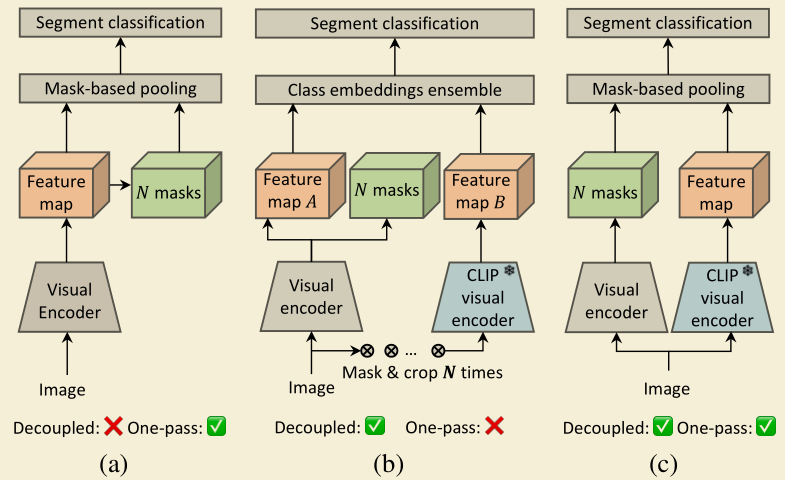 Segment classification
Mask-based pooling
Feature map
N masks
Visual Encoder
Image
Decoupled: ❌ One-pass: ✅
(a)
Segment classification
Class embeddings ensemble
Feature map A
N masks
Feature map B
Visual encoder
CLIP visual encoder
...
Mask & crop N times
Image
Decoupled: ✅ One-pass: ❌
(b)
Segment classification
Mask-based pooling
N masks
Feature map
Visual encoder
CLIP visual encoder
Image
Decoupled: ✅ One-pass: ✅
(c)